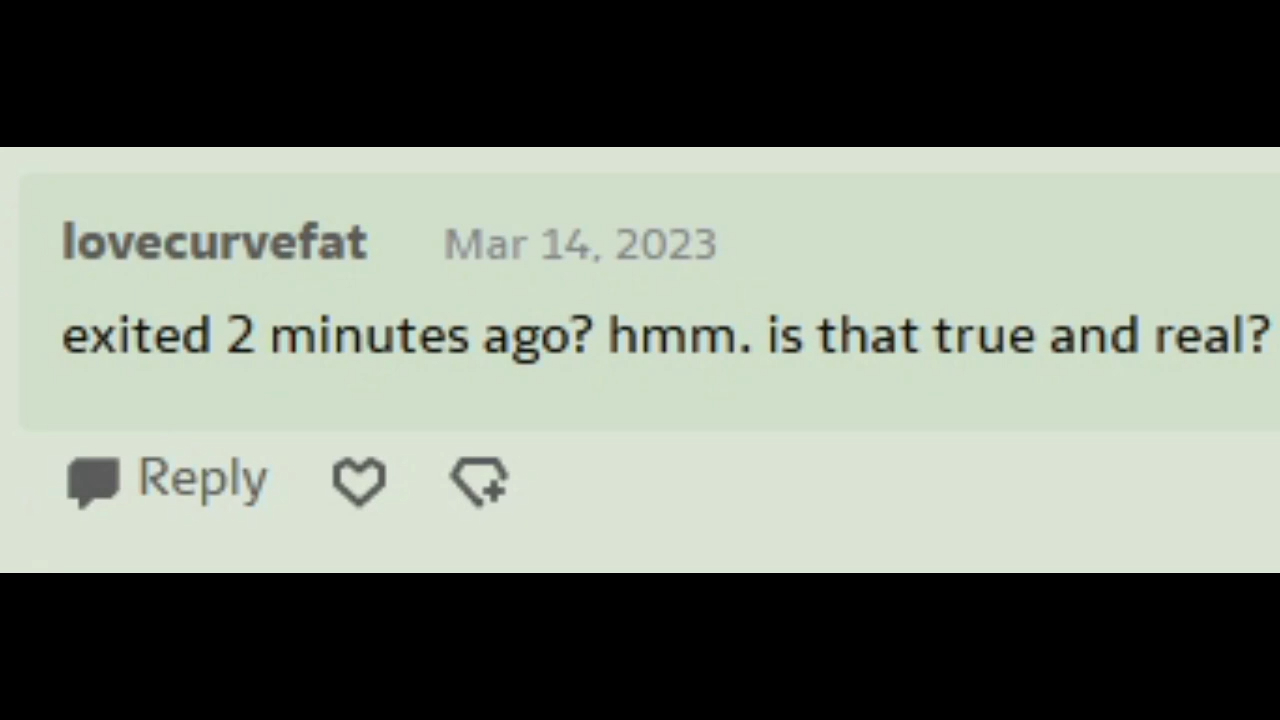 lovecurvefat Mar 14, 2023
exited 2 minutes ago? hmm. is that true and real?
Reply